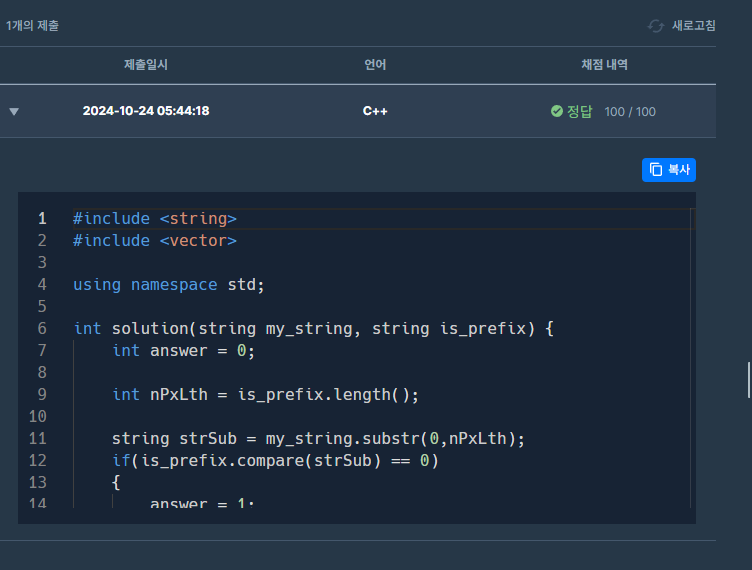 1개의 제출 새로고침
제출일시 언어 채점 내역
2024-10-24 05:44:18 C++ 정답 100 / 100
복사
1 #include <string>
2 #include <vector>
3
4 using namespace std;
5
6 int solution(string my_string, string is_prefix) {
7     int answer = 0;
8
9     int nPxLth = is_prefix.length();
10
11     string strSub = my_string.substr(0,nPxLth);
12     if(is_prefix.compare(strSub) == 0)
13     {
14         answer = 1;